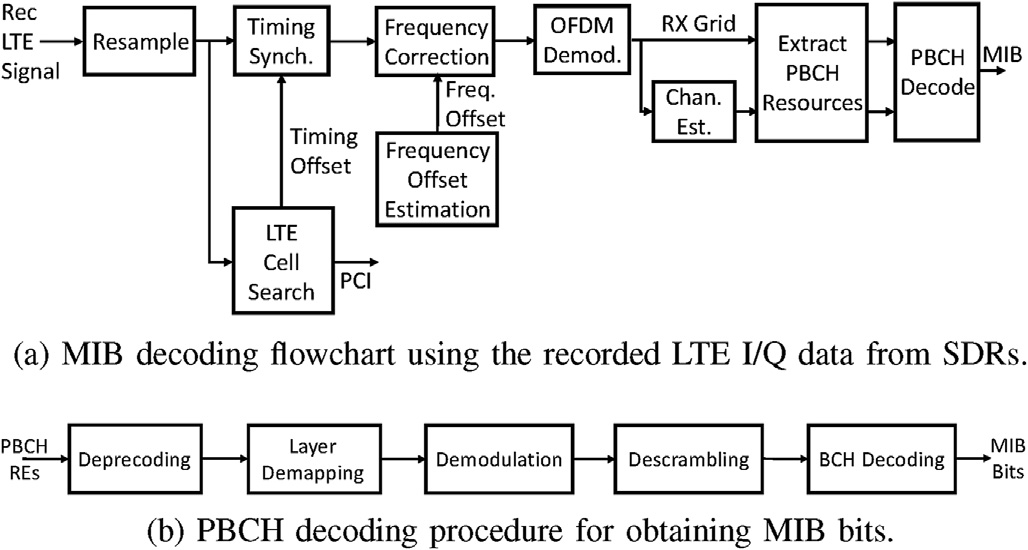 Rec
LTE
Signal
Resample
Timing
Synch.
Frequency
Correction
OFDM
Demod.
RX Grid
Extract
PBCH
Resources
PBCH
Decode
MIB
Chan.
Est.
Timing
Offset
Freq.
Offset
Frequency
Offset
Estimation
LTE
Cell
Search
PCI
(a) MIB decoding flowchart using the recorded LTE I/Q data from SDRs.
PBCH
REs
Deprecoding
Layer
Demapping
Demodulation
Descrambling
BCH Decoding
MIB
Bits
(b) PBCH decoding procedure for obtaining MIB bits.